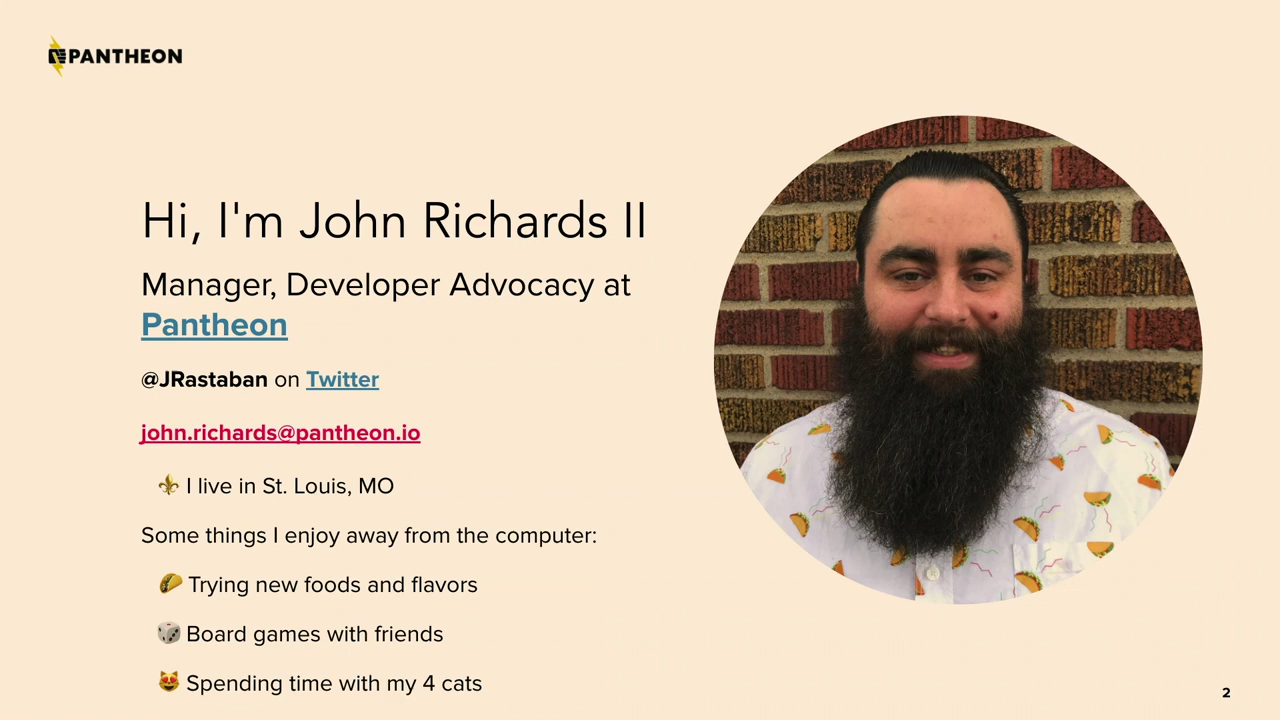 PANTHEON
Hi, I'm John Richards II
Manager, Developer Advocacy at
Pantheon
@JRastaban on Twitter
john.richards@pantheon.io
⚜️ I live in St. Louis, MO
Some things I enjoy away from the computer:
🌮 Trying new foods and flavors
🎲 Board games with friends
😻 Spending time with my 4 cats
2